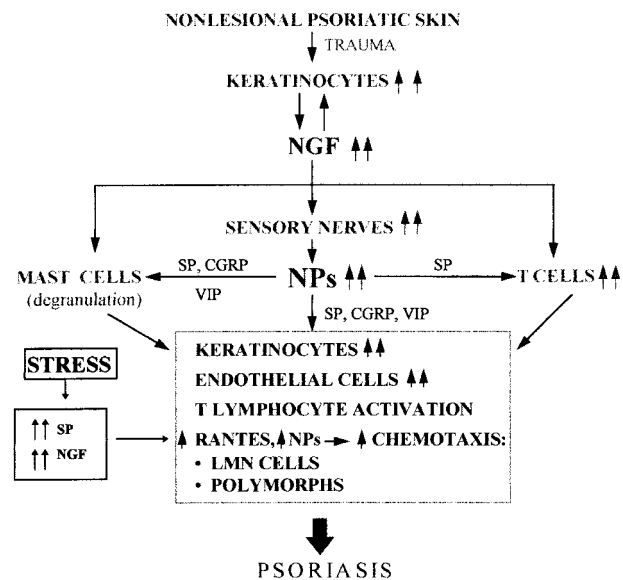 NONLESIONAL PSORIATIC SKIN
TRAUMA
KERATINOCYTES
NGF
SENSORY NERVES
MAST CELLS
(degranulation)
SP, CGRP
VIP
NPs
SP
T CELLS
SP, CGRP, VIP
KERATINOCYTES
ENDOTHELIAL CELLS
T LYMPHOCYTE ACTIVATION
RANTES, NPs CHEMOTAXIS:
• LMN CELLS
• POLYMORPHS
STRESS
SP
NGF
PSORIASIS